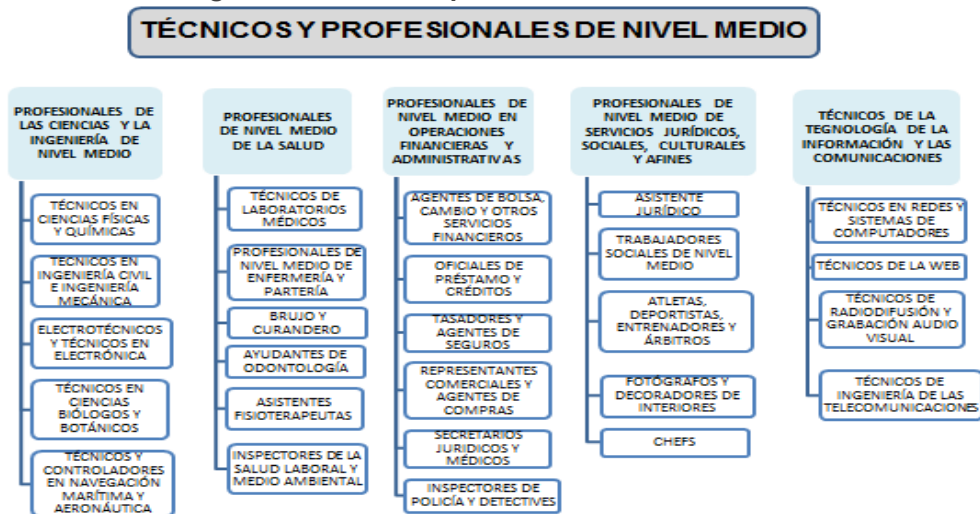 TÉCNICOS Y PROFESIONALES DE NIVEL MEDIO
PROFESIONALES DE
LAS CIENCIAS Y LA
INGENIERÍA DE
NIVEL MEDIO
TÉCNICOS EN
CIENCIAS FÍSICAS
Y QUÍMICAS
TECNICOS EN
INGENIERÍA CIVIL
E INGENIERÍA
MECÁNICA
ELECTROTÉCNICOS
Y TÉCNICOS EN
ELECTRÓNICA
TÉCNICOS EN
CIENCIAS
BIÓLOGOS Y
BOTÁNICOS
TÉCNICOS Y
CONTROLADORES
EN NAVEGACIÓN
MARÍTIMA Y
AERONÁUTICA
PROFESIONALES
DE NIVEL MEDIO
DE LA SALUD
TÉCNICOS DE
LABORATORIOS
MÉDICOS
PROFESIONALES DE
NIVEL MEDIO DE
ENFERMERÍA Y
PARTERÍA
BRUJO Y
CURANDERO
AYUDANTES DE
ODONTOLOGÍA
ASISTENTES
FISIOTERAPEUTAS
INSPECTORES DE LA
SALUD LABORAL Y
MEDIO AMBIENTAL
PROFESIONALES DE
NIVEL MEDIO EN
OPERACIONES
FINANCIERAS Y
ADMINISTRATIVAS
AGENTES DE BOLSA,
CAMBIO Y OTROS
SERVICIOS
FINANCIEROS
OFICIALES DE
PRÉSTAMO Y
CRÉDITOS
TASADORES Y
AGENTES DE
SEGUROS
REPRESENTANTES
COMERCIALES Y
AGENTES DE
COMPRAS
SECRETARIOS
JURIDICOS Y
MÉDICOS
INSPECTORES DE
POLICÍA Y DETECTIVES
PROFESIONALES DE
NIVEL MEDIO DE
SERVICIOS JURÍDICOS,
SOCIALES, CULTURALES
Y AFINES
ASISTENTE
JURÍDICO
TRABAJADORES
SOCIALES DE NIVEL
MEDIO
ATLETAS,
DEPORTISTAS,
ENTRENADORES Y
ÁRBITROS
FOTÓGRAFOS Y
DECORADORES DE
INTERIORES
CHEFS
TÉCNICOS DE LA
TEGNOLOGÍA DE LA
INFORMACIÓN Y LAS
COMUNICACIONES
TÉCNICOS EN REDES Y
SISTEMAS DE
COMPUTADORES
TÉCNICOS DE LA WEB
TÉCNICOS DE
RADIODIFUSIÓN Y
GRABACIÓN AUDIO
VISUAL
TÉCNICOS DE
INGENIERÍA DE LAS
TELECOMUNICACIONES